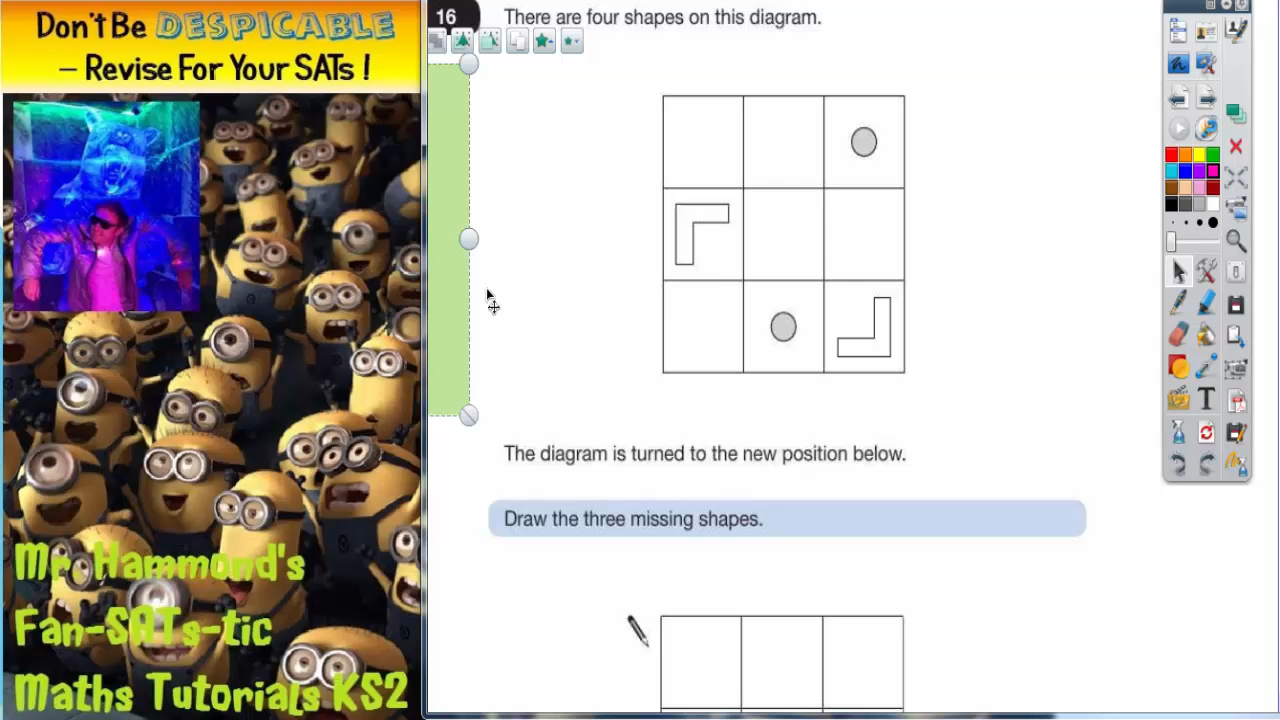 Don't Be DESPICABLE
– Revise For Your SATs !
Mr. Hammond's
Fan-SATs-tic
Maths Tutorials KS2
16 There are four shapes on this diagram.
The diagram is turned to the new position below.
Draw the three missing shapes.
T